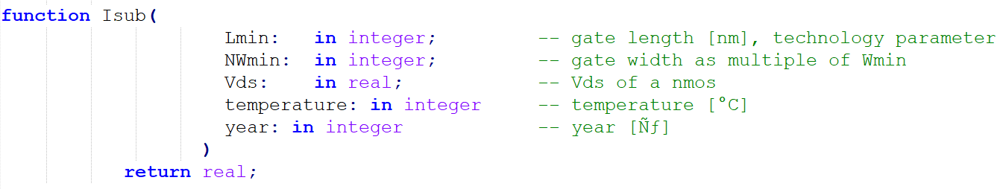 function Isub(
Lmin: in integer; -- gate length [nm], technology parameter
NWmin: in integer; -- gate width as multiple of Wmin
Vds: in real; -- Vds of a nmos
temperature: in integer -- temperature [°C]
year: in integer -- year [Ñƒ]
)
return real;